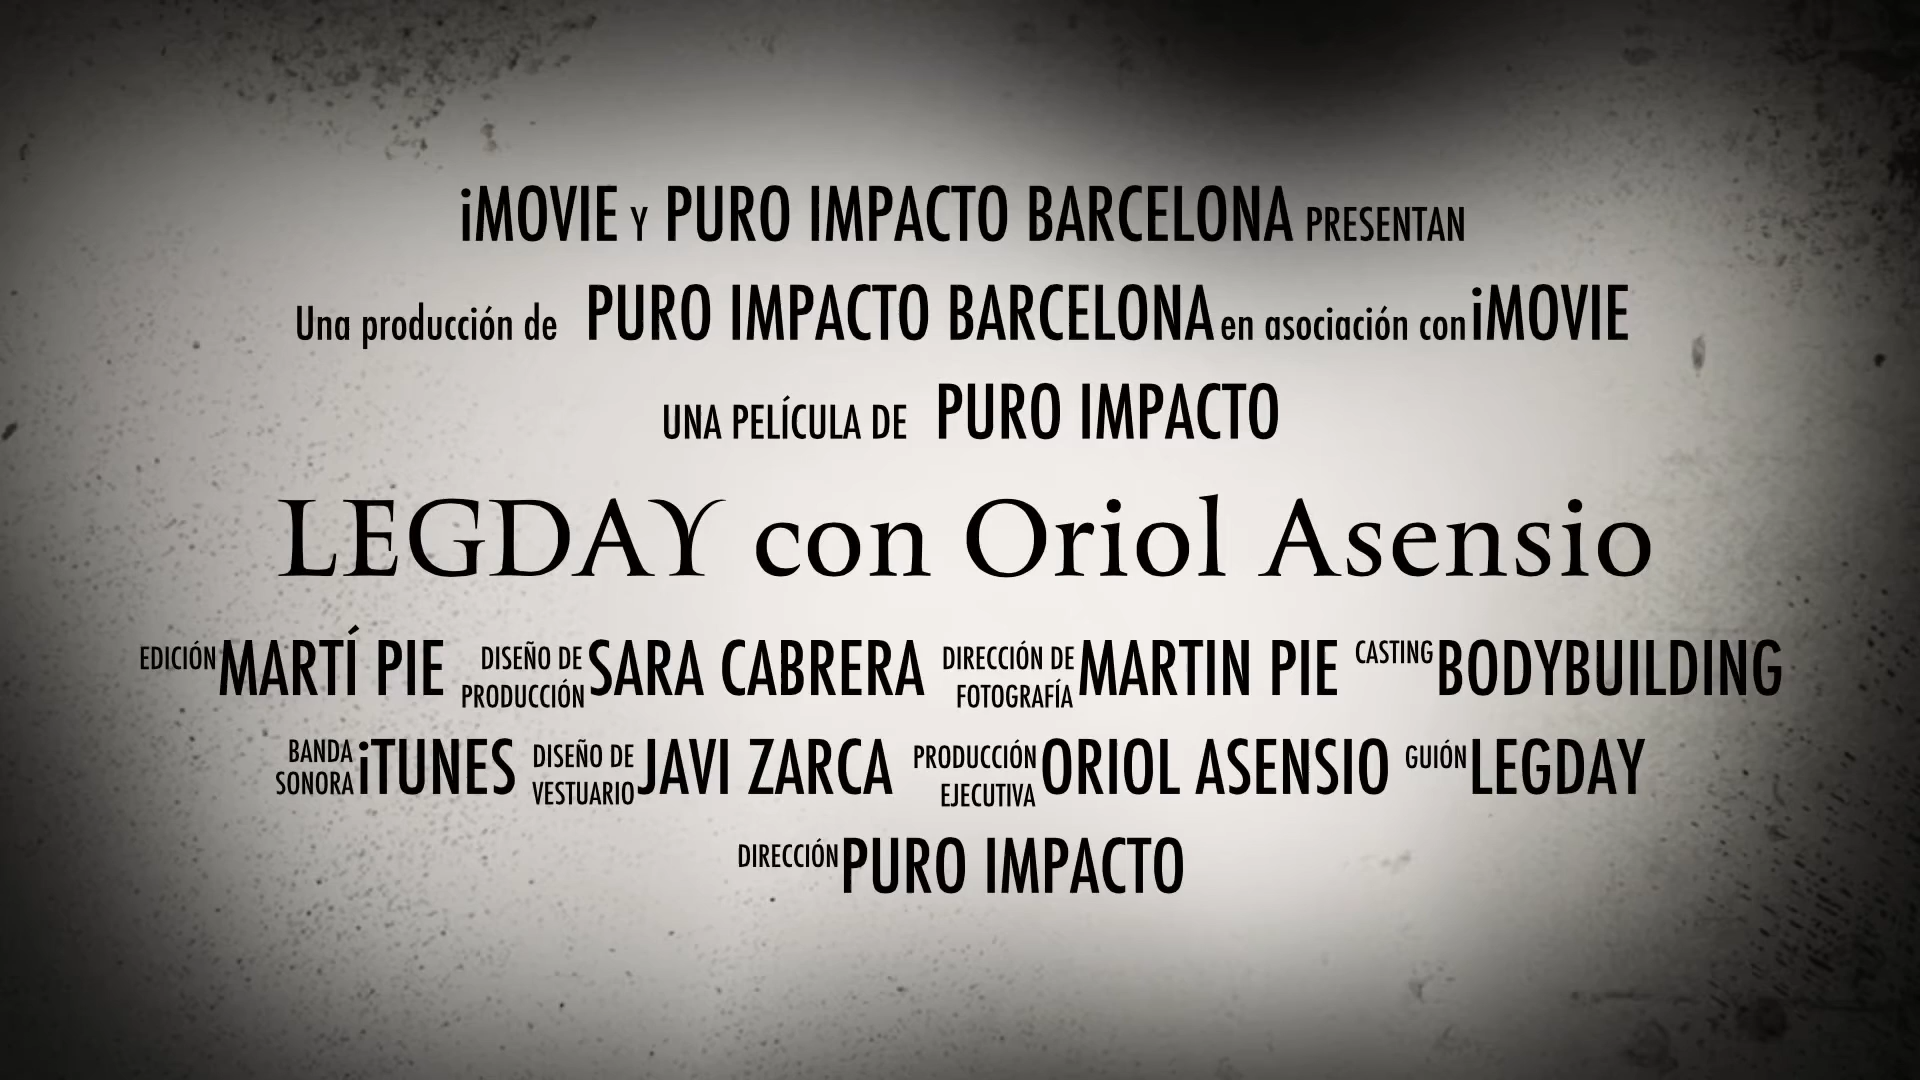 iMOVIE Y PURO IMPACTO BARCELONA PRESENTAN
Una producción de PURO IMPACTO BARCELONA en asociación con iMOVIE
UNA PELÍCULA DE PURO IMPACTO
LEGDAY con Oriol Asensio
EDICIÓN MARTÍ PIE DISEÑO DE PRODUCCIÓN SARA CABRERA DIRECCIÓN DE FOTOGRAFÍA MARTIN PIE CASTING BODYBUILDING
BANDA SONORA iTUNES DISEÑO DE VESTUARIO JAVI ZARCA PRODUCCIÓN EJECUTIVA ORIOL ASENSIO GUIÓN LEGDAY
DIRECCIÓN PURO IMPACTO